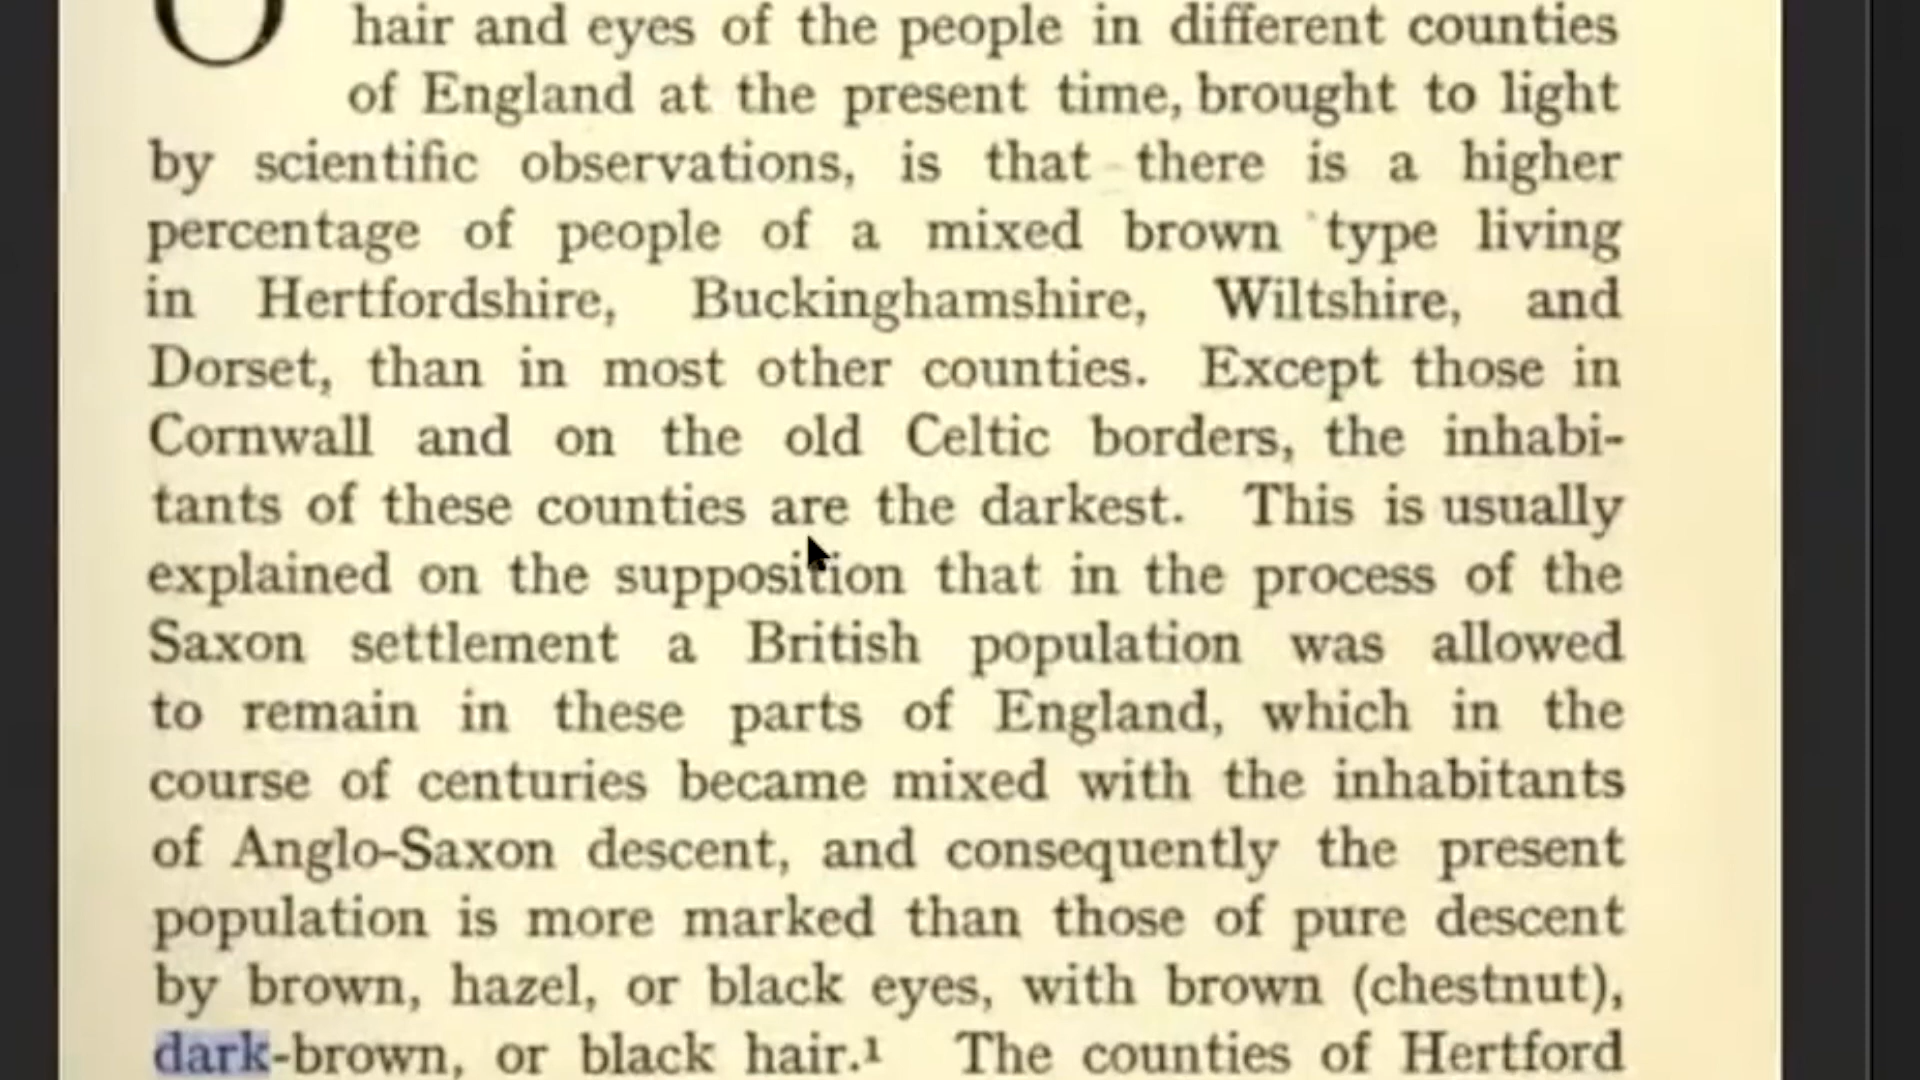 O
hair and eyes of the people in different counties
of England at the present time, brought to light
by scientific observations, is that there is a higher
percentage of people of a mixed brown type living
in Hertfordshire, Buckinghamshire, Wiltshire, and
Dorset, than in most other counties. Except those in
Cornwall and on the old Celtic borders, the inhabi-
tants of these counties are the darkest. This is usually
explained on the supposition that in the process of the
Saxon settlement a British population was allowed
to remain in these parts of England, which in the
course of centuries became mixed with the inhabitants
of Anglo-Saxon descent, and consequently the present
population is more marked than those of pure descent
by brown, hazel, or black eyes, with brown (chestnut),
dark-brown, or black hair.¹ The counties of Hertford